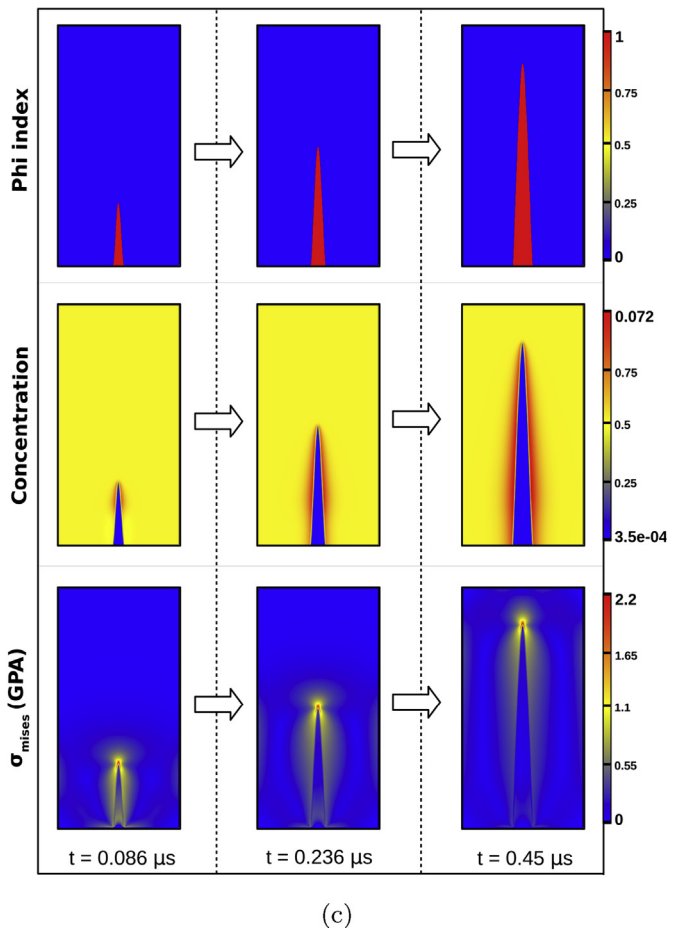 Phi index
1
0.75
0.5
0.25
0
Concentration
0.072
0.75
0.5
0.25
3.5e-04
σmises (GPA)
2.2
1.65
1.1
0.55
0
t = 0.086 µs
t = 0.236 µs
t = 0.45 µs
(c)